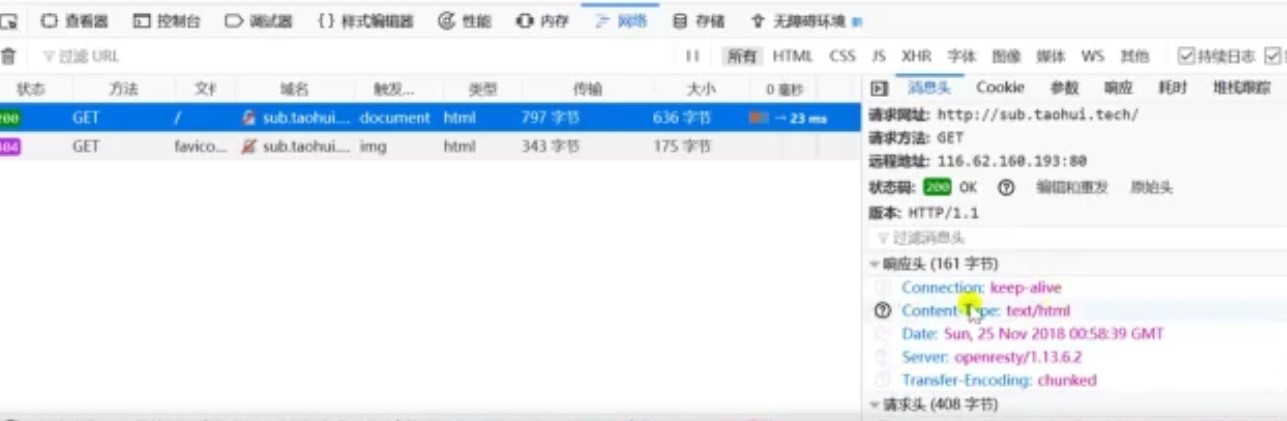 查看器 控制台 调试器 {} 样式编辑器 性能 内存 网络 存储 无障碍环境
过滤 URL 所有 HTML CSS JS XHR 字体 图像 媒体 WS 其他 持续日志
状态 方法 文件 域名 触发... 类型 传输 大小 0 毫秒 消息头 Cookie 参数 响应 耗时 堆栈跟踪
200 GET / sub.taohui.... document html 797 字节 636 字节 → 23 ms
404 GET favico... sub.taohui.... img html 343 字节 175 字节
请求网址: http://sub.taohui.tech/
请求方法: GET
远程地址: 116.62.160.193:80
状态码: 200 OK 编辑和重发 原始头
版本: HTTP/1.1
过滤消息头
响应头 (161 字节)
Connection: keep-alive
Content-Type: text/html
Date: Sun, 25 Nov 2018 00:58:39 GMT
Server: openresty/1.13.6.2
Transfer-Encoding: chunked
请求头 (408 字节)